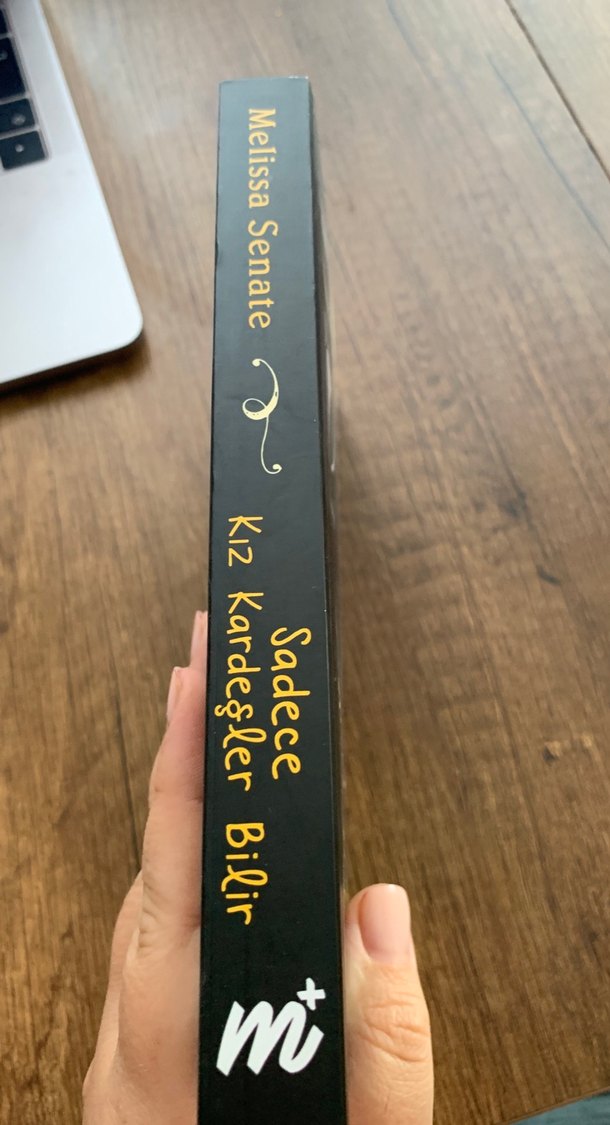 Melissa Senate
Sadece
Kız Kardeşler Bilir
m+